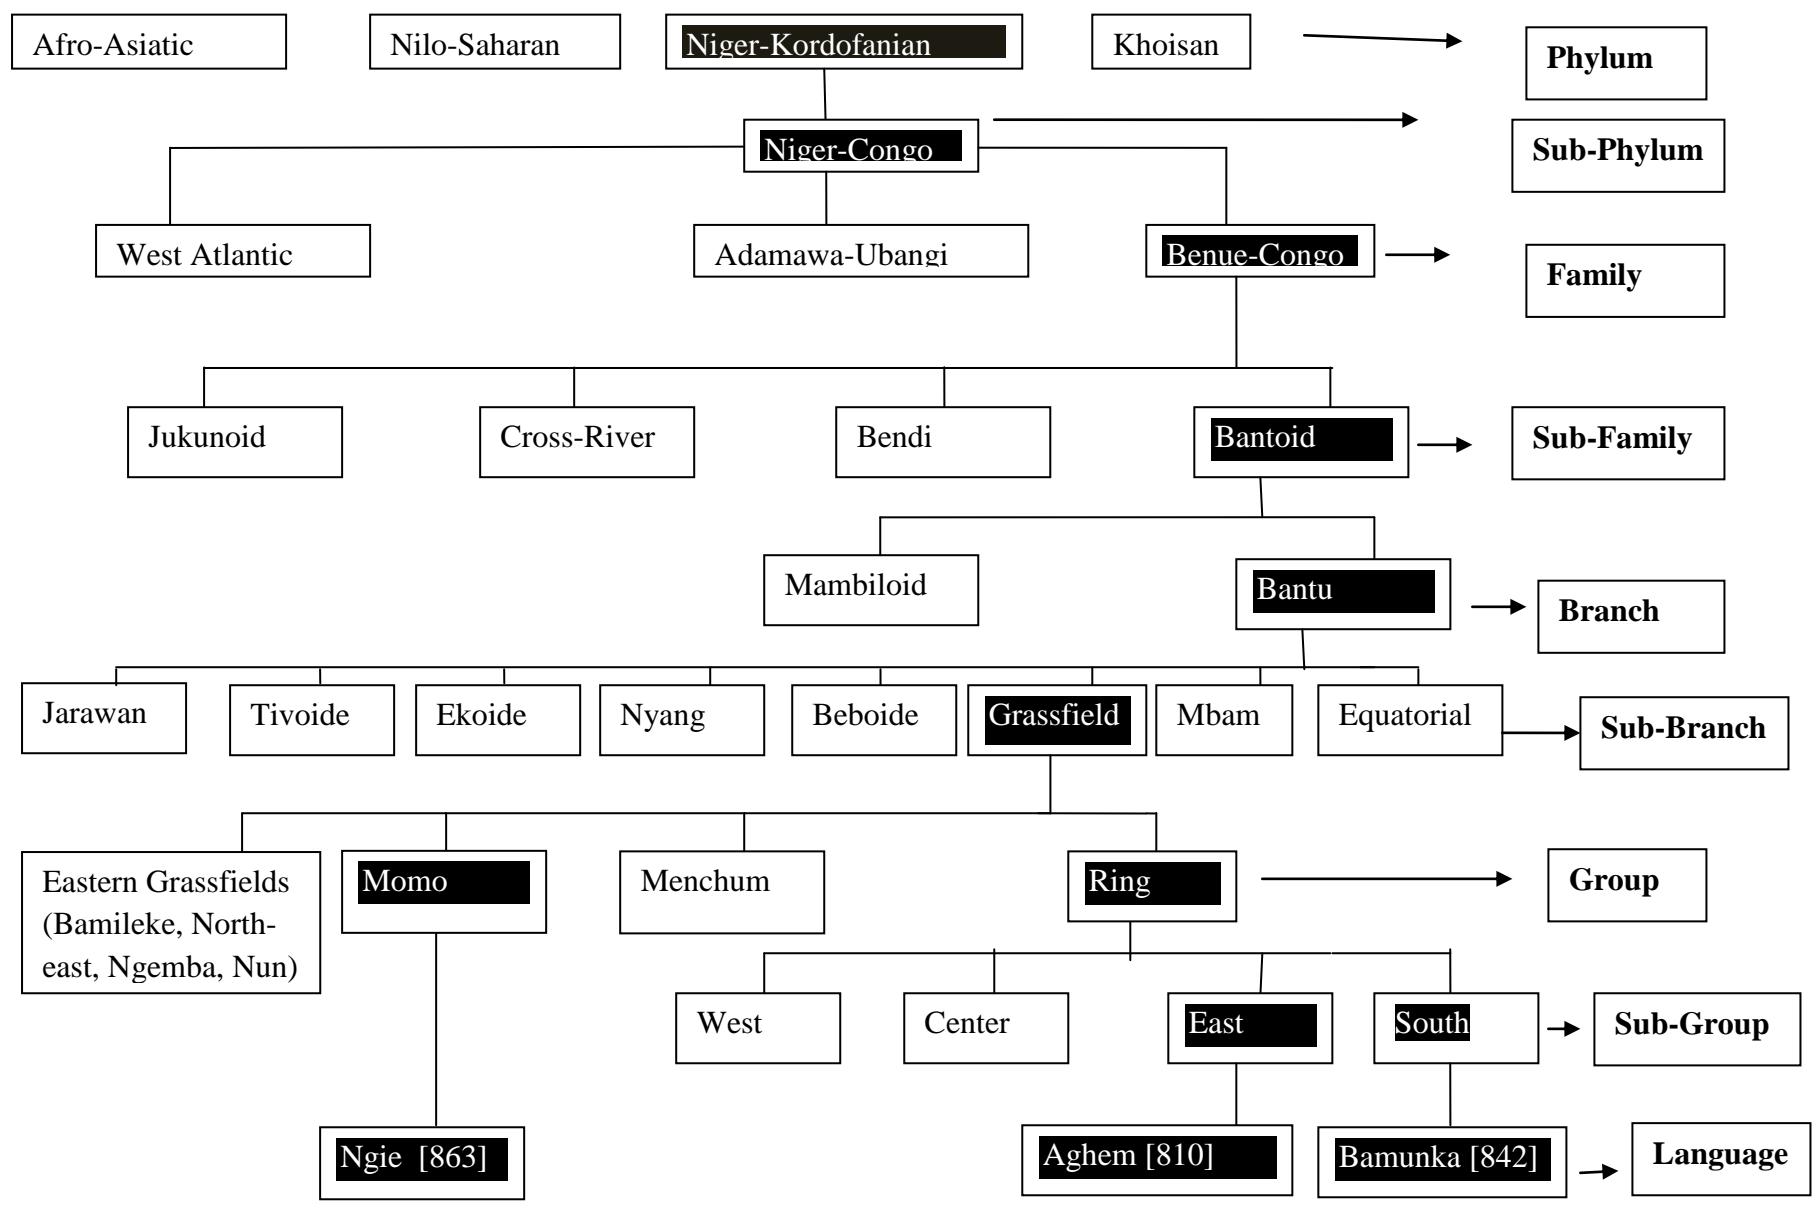 Afro-Asiatic
Nilo-Saharan
Niger-Kordofanian
Khoisan
Phylum
Niger-Congo
Sub-Phylum
West Atlantic
Adamawa-Ubangi
Benue-Congo
Family
Jukunoid
Cross-River
Bendi
Bantoid
Sub-Family
Mambiloid
Bantu
Branch
Jarawan
Tivoide
Ekoide
Nyang
Beboide
Grassfield
Mbam
Equatorial
Sub-Branch
Eastern Grassfields
(Bamileke, North-
east, Ngemba, Nun)
Momo
Menchum
Ring
Group
West
Center
East
South
Sub-Group
Ngie [863]
Aghem [810]
Bamunka [842]
Language